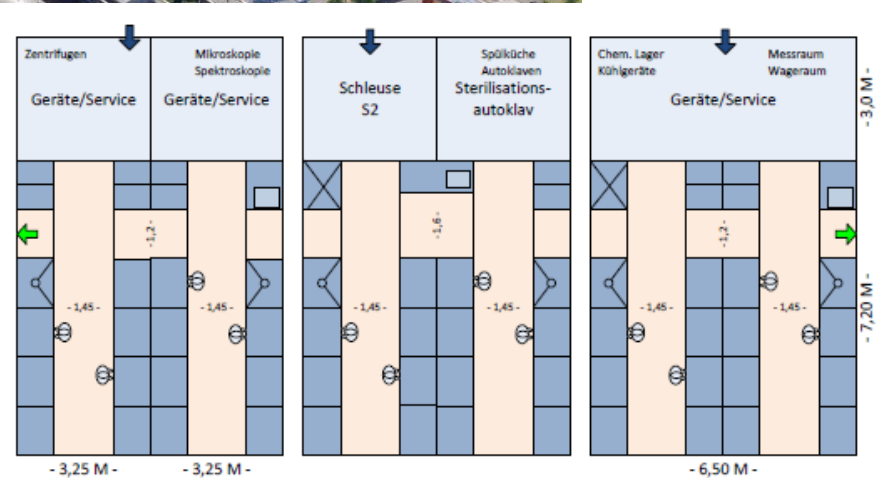 Zentrifugen
Geräte/Service
Mikroskopie
Spektroskopie
Geräte/Service
Schleuse
S2
Spülküche
Autoklaven
Sterilisations-
autoklav
Chem. Lager
Kühlgeräte
Messraum
Wageraum
Geräte/Service
- 3,0 M -
- 1,2 -
- 1,6 -
- 1,2 -
- 1,45 -
- 1,45 -
- 1,45 -
- 1,45 -
- 1,45 -
- 1,45 -
- 7,20 M -
- 3,25 M -
- 3,25 M -
- 6,50 M -